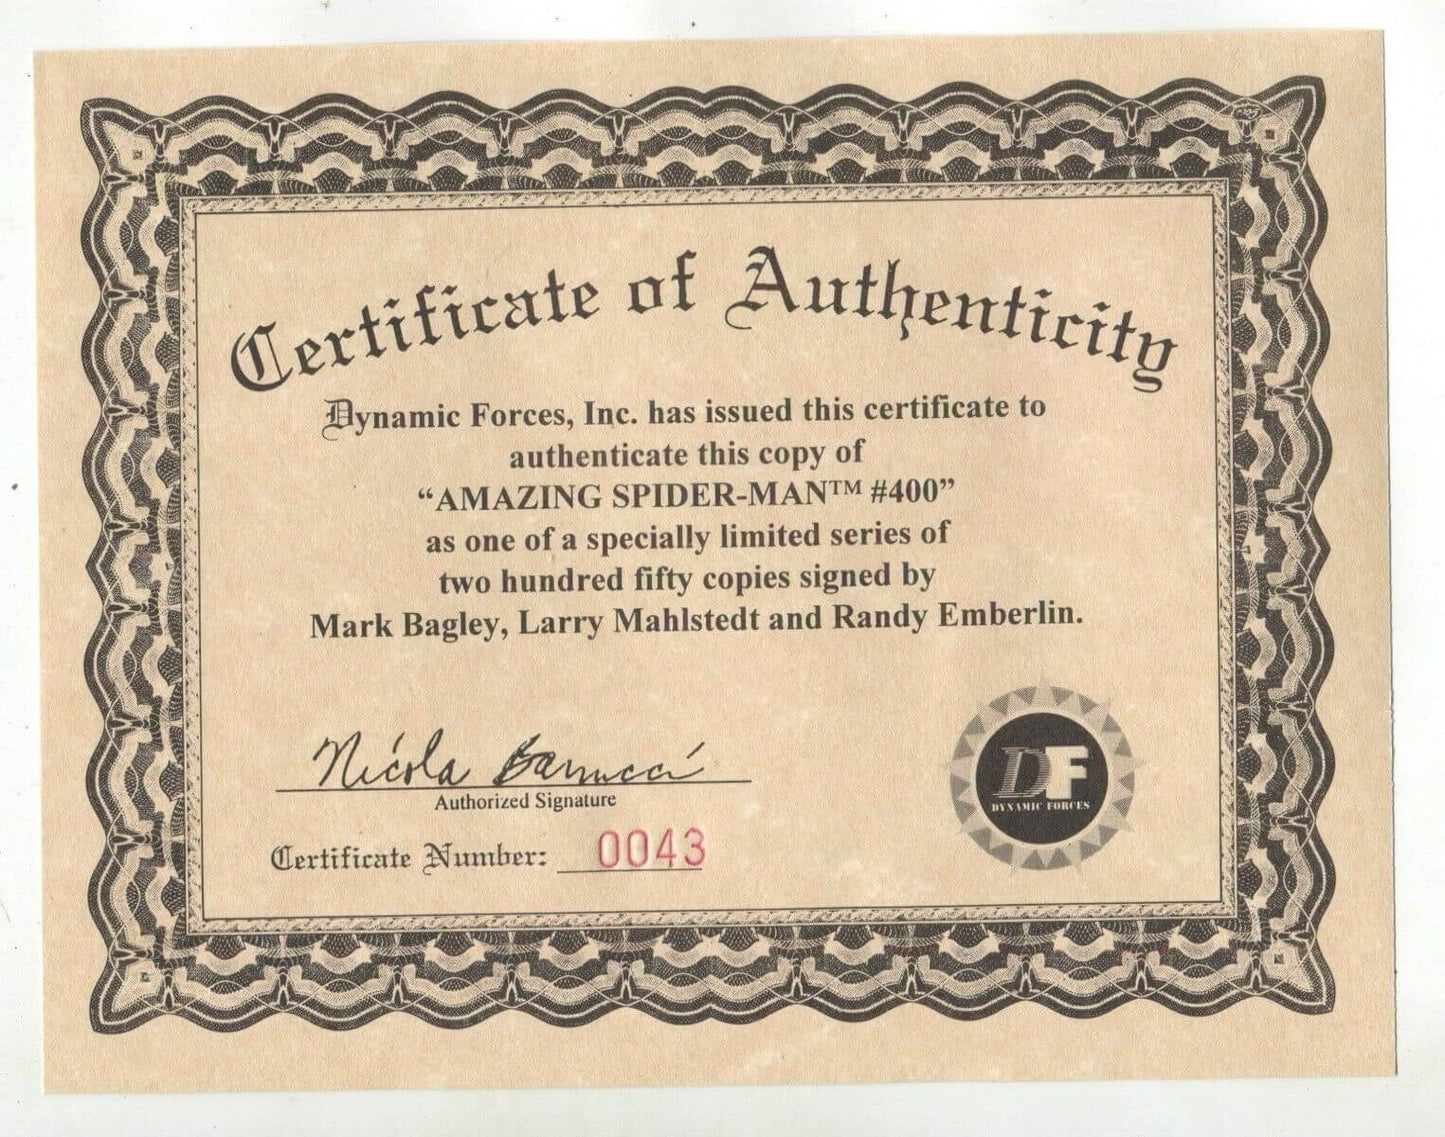 Certificate of Authenticity
Dynamic Forces, Inc. has issued this certificate to
authenticate this copy of
“AMAZING SPIDER-MAN™ #400”
as one of a specially limited series of
two hundred fifty copies signed by
Mark Bagley, Larry Mahlstedt and Randy Emberlin.
Nicola Barrucci
Authorized Signature
Certificate Number: 0043
DF
DYNAMIC FORCES